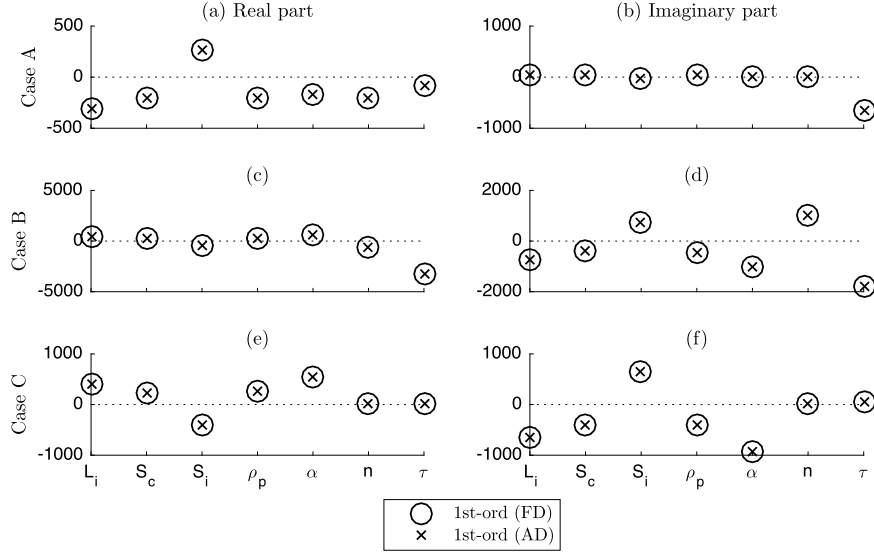 (a) Real part
(b) Imaginary part
Case A
500
0
-500
1000
0
-1000
(c)
(d)
Case B
5000
0
-5000
2000
0
-2000
(e)
(f)
Case C
1000
0
-1000
1000
0
-1000
L_i S_c S_i ρ_p α n τ
L_i S_c S_i ρ_p α n τ
1st-ord (FD)
1st-ord (AD)